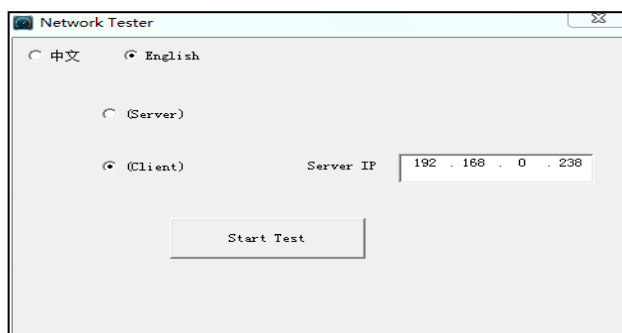 Network Tester
中文 English
(Server)
(Client) Server IP 192 . 168 . 0 . 238
Start Test